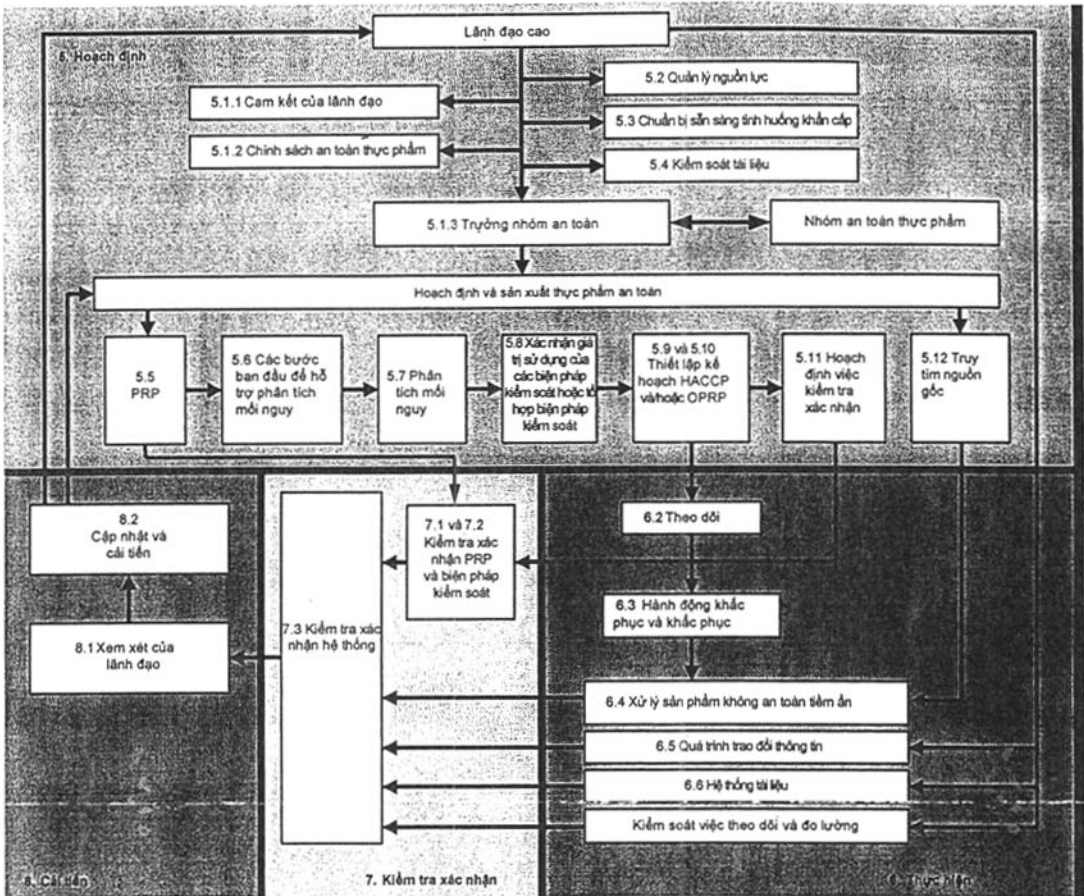 Lãnh đạo cao
5. Hoạch định
5.2 Quản lý nguồn lực
5.1.1 Cam kết của lãnh đạo
5.3 Chuẩn bị sẵn sàng tình huống khẩn cấp
5.1.2 Chính sách an toàn thực phẩm
5.4 Kiểm soát tài liệu
5.1.3 Trưởng nhóm an toàn
Nhóm an toàn thực phẩm
Hoạch định và sản xuất thực phẩm an toàn
5.5
PRP
5.6 Các bước
ban đầu để hỗ
trợ phân tích
mối nguy
5.7 Phân
tích mối
nguy
5.8 Xác nhận giá
trị sử dụng của
các biện pháp
kiểm soát hoặc tổ
hợp biện pháp
kiểm soát
5.9 và 5.10
Thiết lập kế
hoạch HACCP
và/hoặc OPRP
5.11 Hoạch
định việc
kiểm tra
xác nhận
5.12 Truy
tìm nguồn
gốc
8.2
Cập nhật và
cải tiến
8.1 Xem xét của
lãnh đạo
7.3 Kiểm tra xác
nhận hệ thống
7.1 và 7.2
Kiểm tra xác
nhận PRP
và biện pháp
kiểm soát
6.2 Theo dõi
6.3 Hành động khắc
phục và khắc phục
6.4 Xử lý sản phẩm không an toàn tiềm ẩn
6.5 Quá trình trao đổi thông tin
6.6 Hệ thống tài liệu
Kiểm soát việc theo dõi và đo lường
8. Cải tiến
7. Kiểm tra xác nhận
Thực hiện